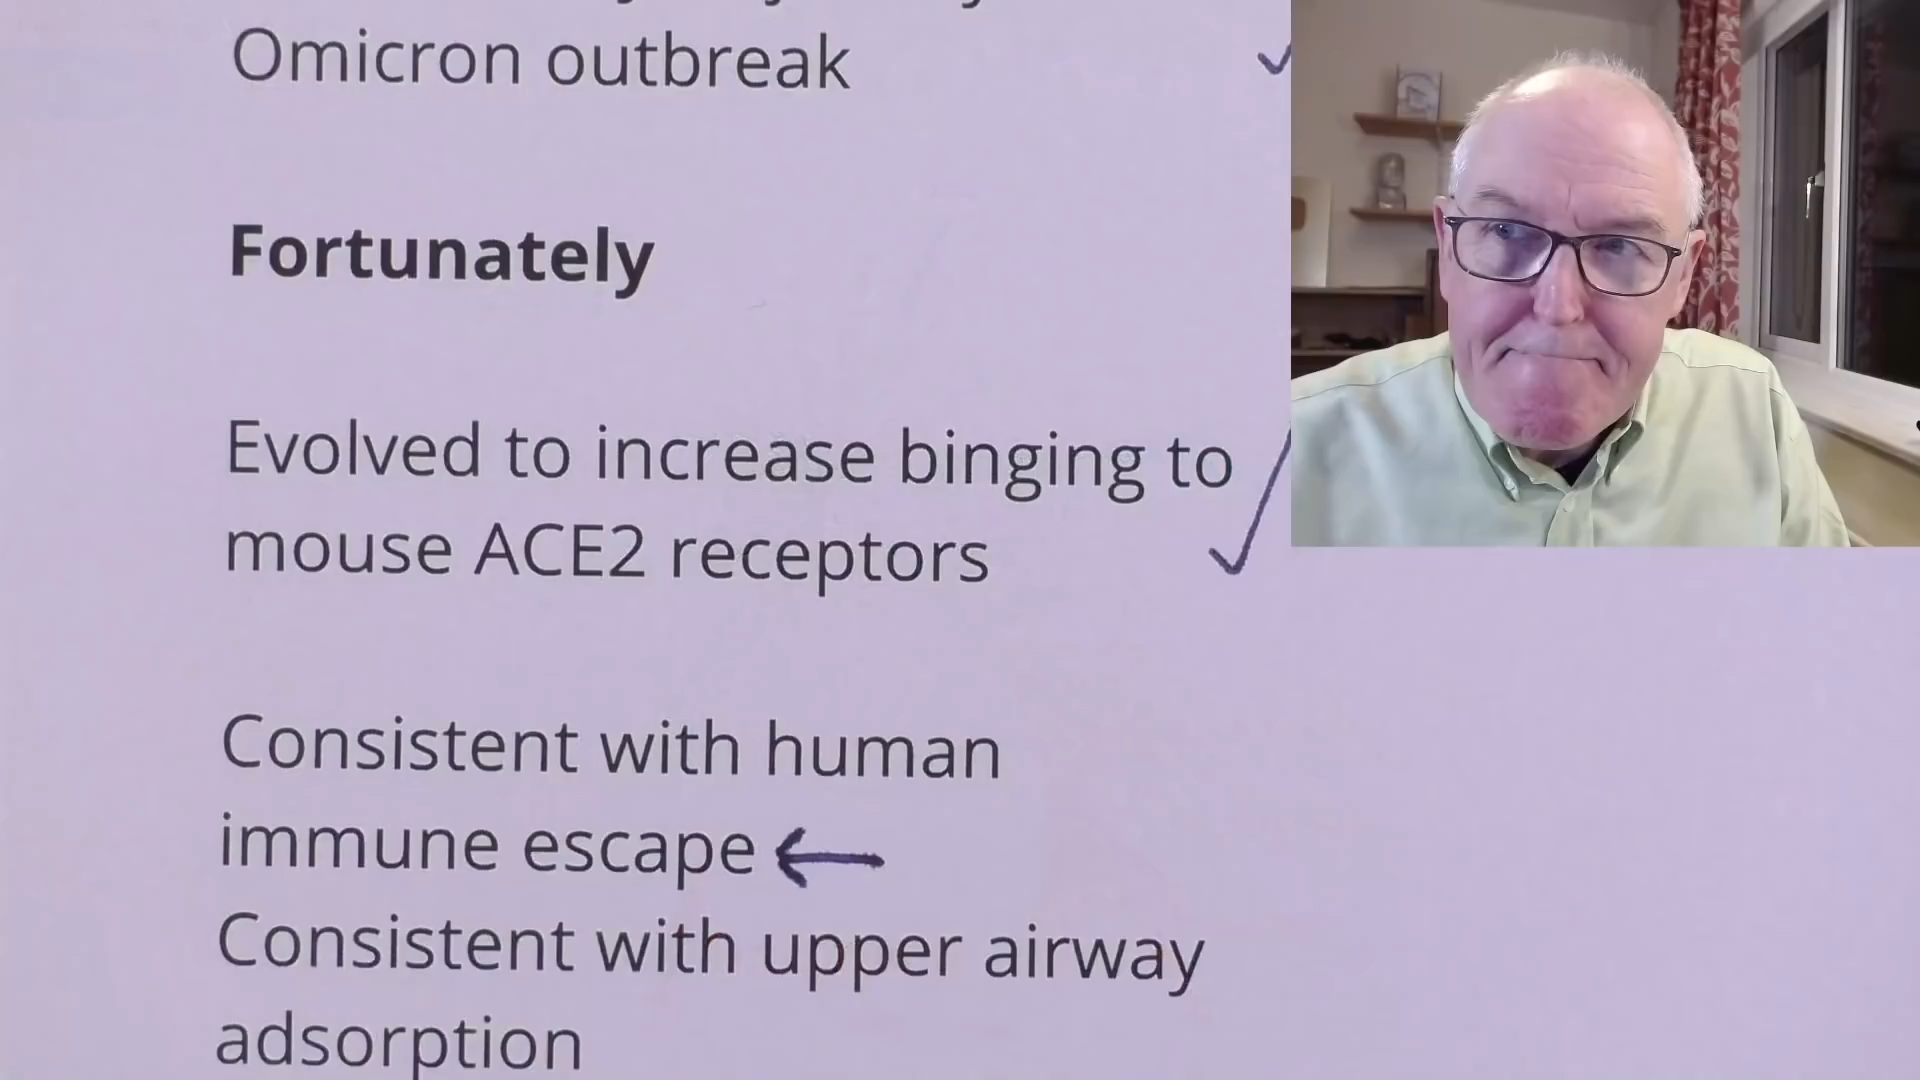 Omicron outbreak
Fortunately
Evolved to increase binging to
mouse ACE2 receptors
Consistent with human
immune escape
Consistent with upper airway
adsorption